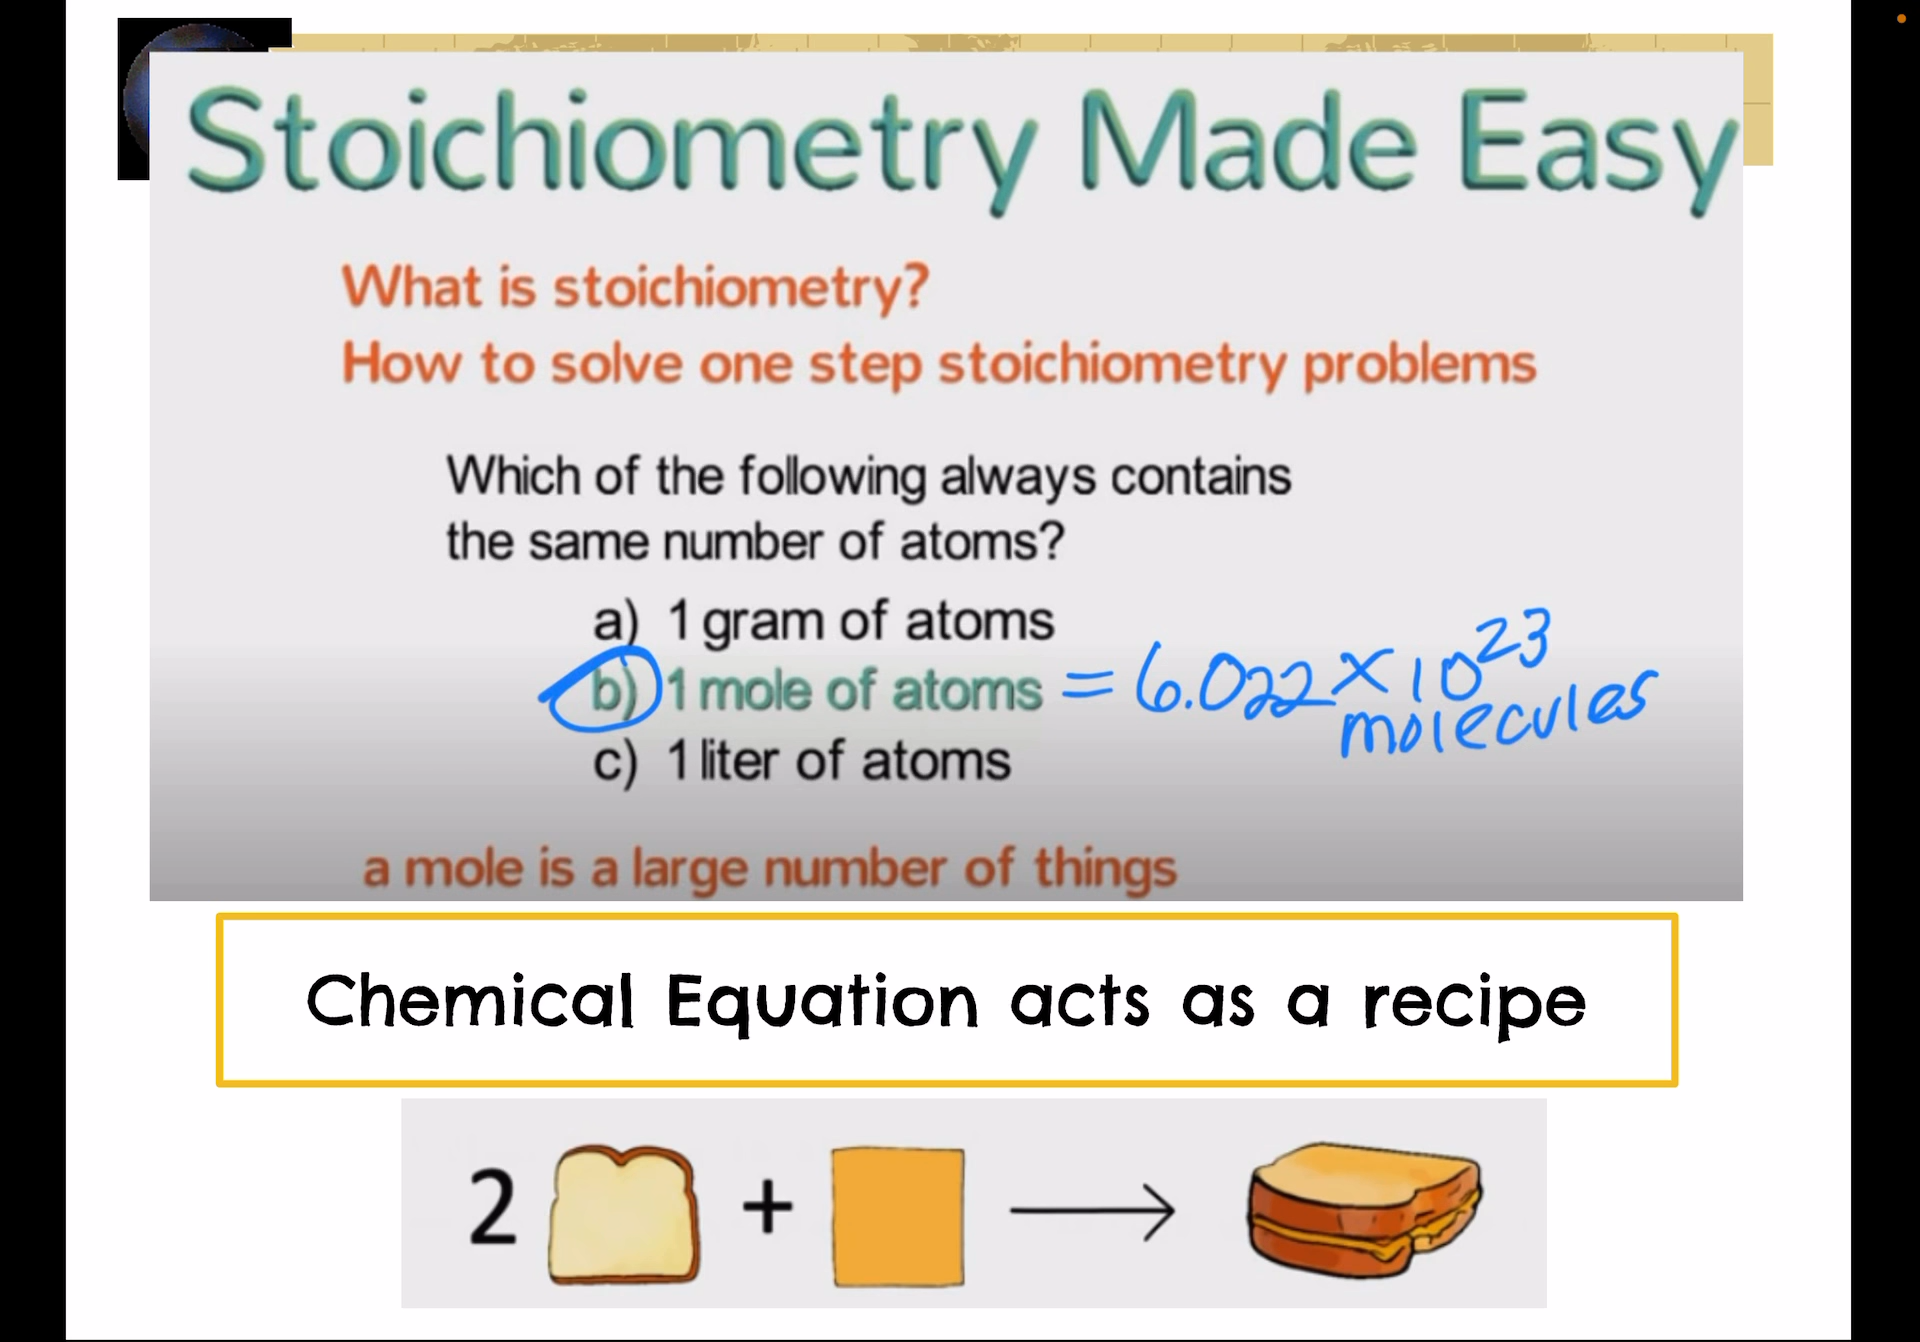 Stoichiometry Made Easy
What is stoichiometry?
How to solve one step stoichiometry problems
Which of the following always contains
the same number of atoms?
a) 1 gram of atoms
b) 1 mole of atoms = 6.022 x 10²³
molecules
c) 1 liter of atoms
a mole is a large number of things
Chemical Equation acts as a recipe
2 + →